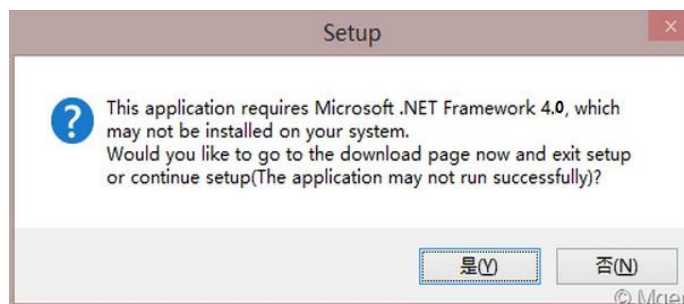 Setup
This application requires Microsoft .NET Framework 4.0, which
may not be installed on your system.
Would you like to go to the download page now and exit setup
or continue setup(The application may not run successfully)?
是(Y)
否(N)